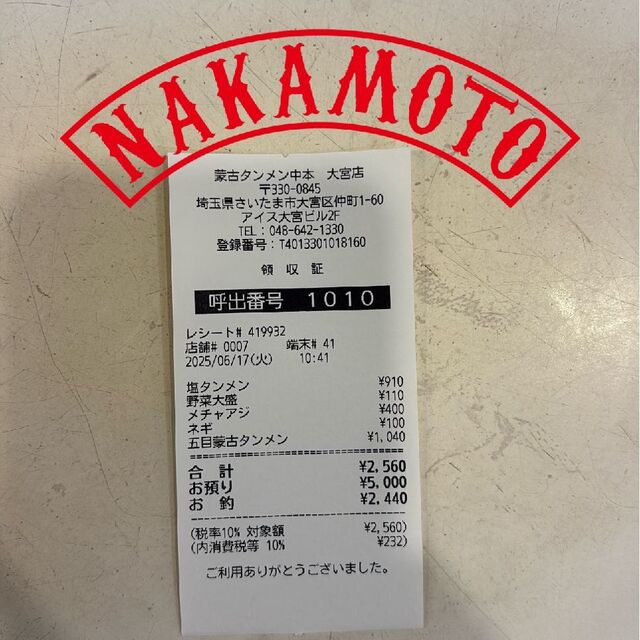 NAKAMOTO
蒙古タンメン中本 大宮店
〒330-0845
埼玉県さいたま市大宮区仲町1-60
アイス大宮ビル2F
TEL：048-642-1330
登録番号：T4013301018160
領 収 証
呼出番号 1010
レシート# 419932
店舗# 0007 端末# 41
2025/06/17(火) 10:41
塩タンメン ¥910
野菜大盛 ¥110
メチャアジ ¥400
ネギ ¥100
五目蒙古タンメン ¥1,040
合 計 ¥2,560
お預り ¥5,000
お 釣 ¥2,440
(税率10% 対象額 ¥2,560)
(内消費税等 10% ¥232)
ご利用ありがとうございました。